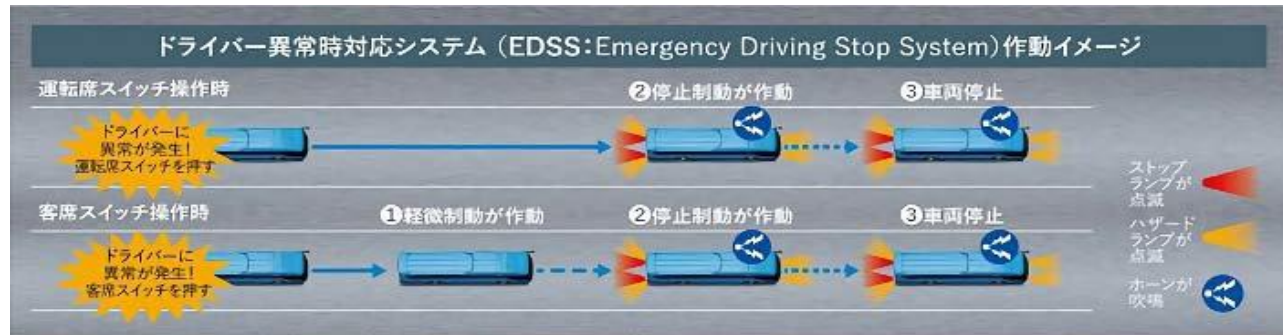 ドライバー異常時対応システム（EDSS：Emergency Driving Stop System）作動イメージ
運転席スイッチ操作時
❷停止制動が作動
❸車両停止
ドライバーに
異常が発生！
運転席スイッチを押す
客席スイッチ操作時
❶軽微制動が作動
❷停止制動が作動
❸車両停止
ドライバーに
異常が発生！
客席スイッチを押す
ストップ
ランプが
点滅
ハザード
ランプが
点滅
ホーンが
吹鳴